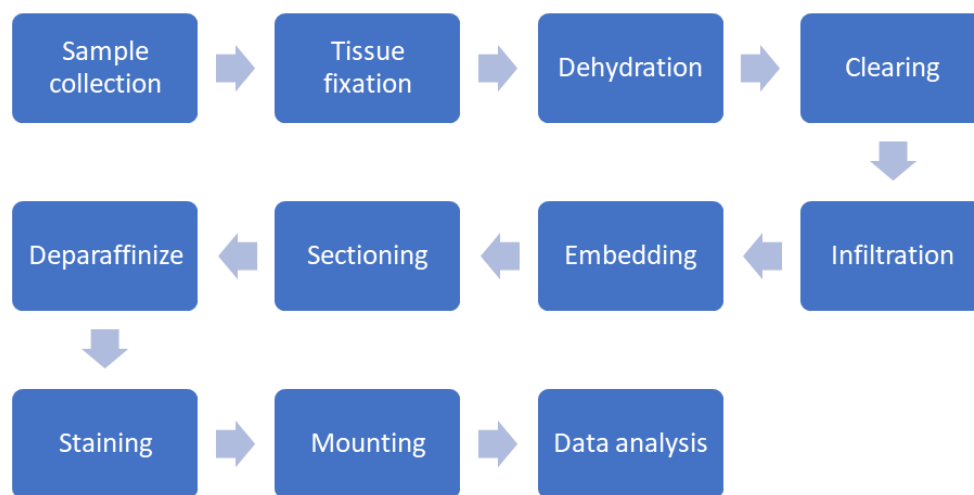 Sample
collection
Tissue
fixation
Dehydration
Clearing
Infiltration
Embedding
Sectioning
Deparaffinize
Staining
Mounting
Data analysis